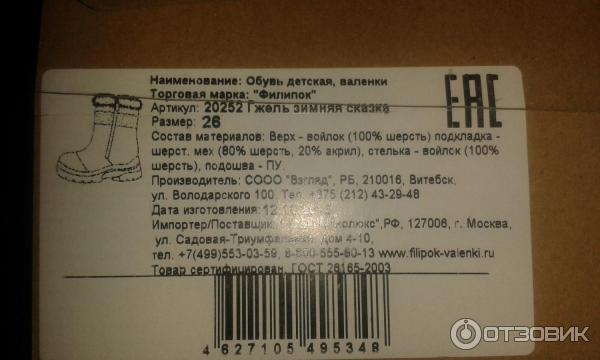 Наименование: Обувь детская, валенки
Торговая марка: "Филипок"
Артикул: 20252 Гжель зимняя сказка
Размер: 26
Состав материалов: Верх - войлок (100% шерсть) подкладка -
шерст. мех (80% шерсть, 20% акрил), стелька - войлок (100%
шерсть), подошва - ПУ.
Производитель: СООО "Взгляд", РБ, 210016, Витебск,
ул. Володарского 100, Тел. +375 (212) 43-29-48
Дата изготовления:
Импортер/Поставщик: РФ, 127006, г. Москва,
ул. Садовая-Триумфальная, дом 4-10,
тел. +7(499)553-03-59, 8-800-555-60-13 www.filipok-valenki.ru
Товар сертифицирован. ГОСТ 26165-2003
4 627105 495348
EAC
ОТЗОВИК